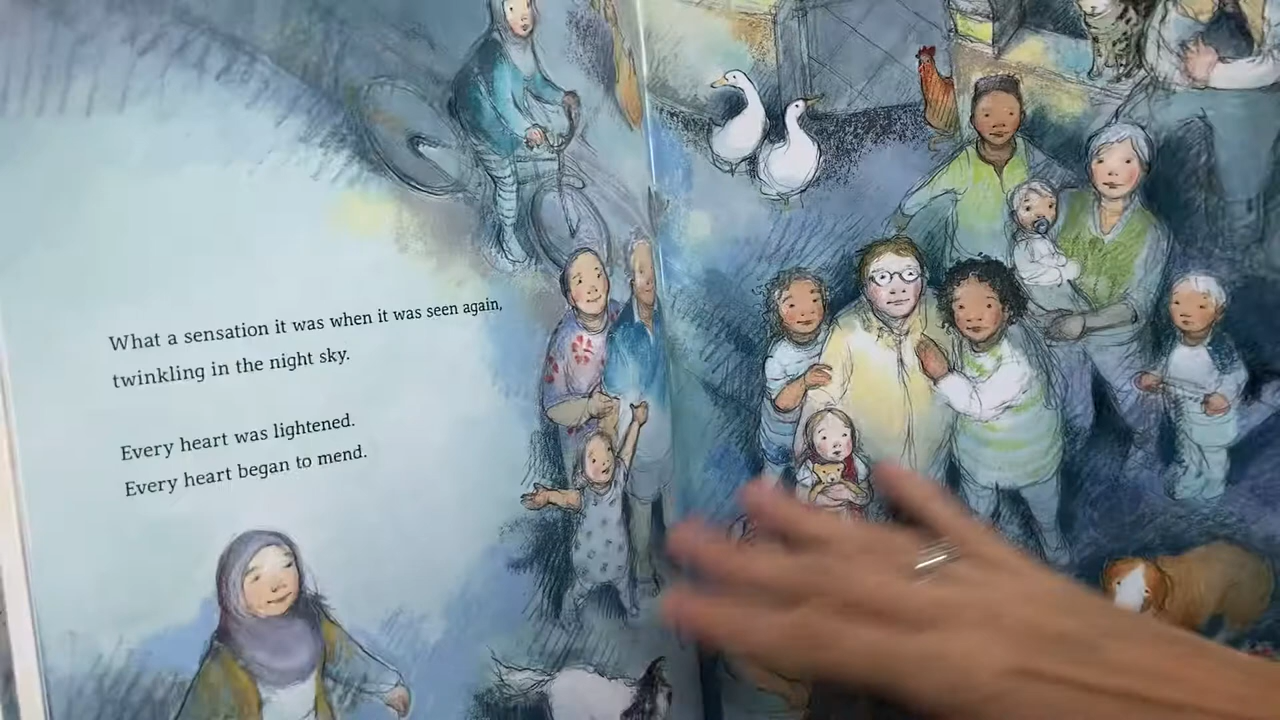 What a sensation it was when it was seen again,
twinkling in the night sky.
Every heart was lightened.
Every heart began to mend.